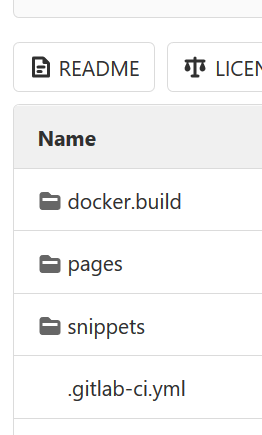 README
LICEN
Name
docker.build
pages
snippets
.gitlab-ci.yml